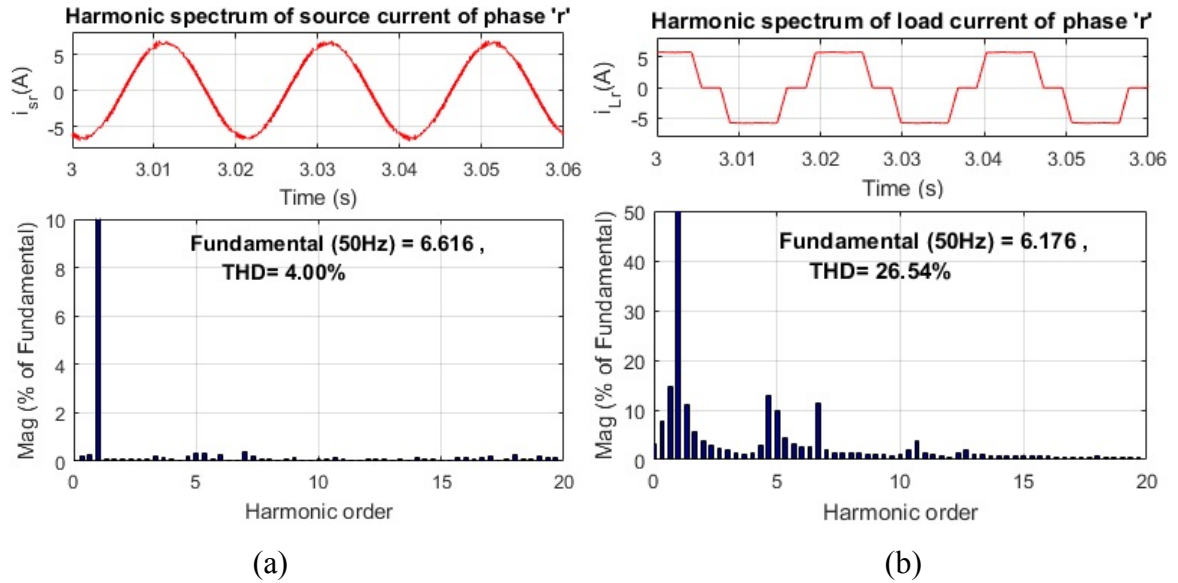 Harmonic spectrum of source current of phase 'r'
i_sr(A)
5
0
-5
3 3.01 3.02 3.03 3.04 3.05 3.06
Time (s)
Mag (% of Fundamental)
10
8
6
4
2
0
Fundamental (50Hz) = 6.616 ,
THD= 4.00%
0 5 10 15 20
Harmonic order
(a)
Harmonic spectrum of load current of phase 'r'
i_Lr(A)
5
0
-5
3 3.01 3.02 3.03 3.04 3.05 3.06
Time (s)
Mag (% of Fundamental)
50
40
30
20
10
0
Fundamental (50Hz) = 6.176 ,
THD= 26.54%
0 5 10 15 20
Harmonic order
(b)